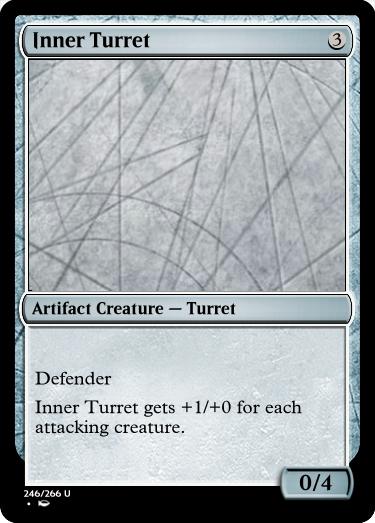 Inner Turret 3
Artifact Creature — Turret
Defender
Inner Turret gets +1/+0 for each
attacking creature.
0/4
246/266 U